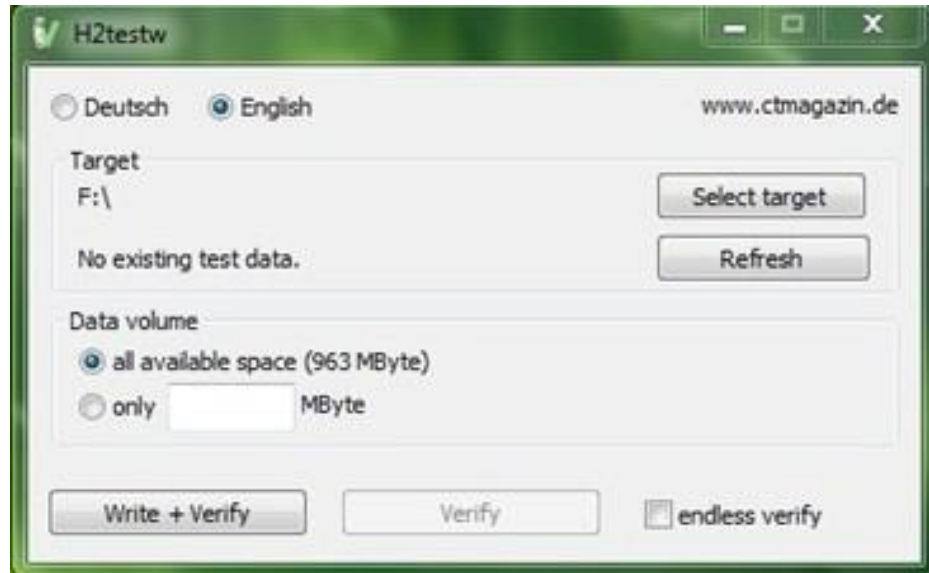 H2testw
Deutsch English www.ctmagazin.de
Target
F:\ Select target
No existing test data. Refresh
Data volume
all available space (963 MByte)
only MByte
Write + Verify Verify endless verify